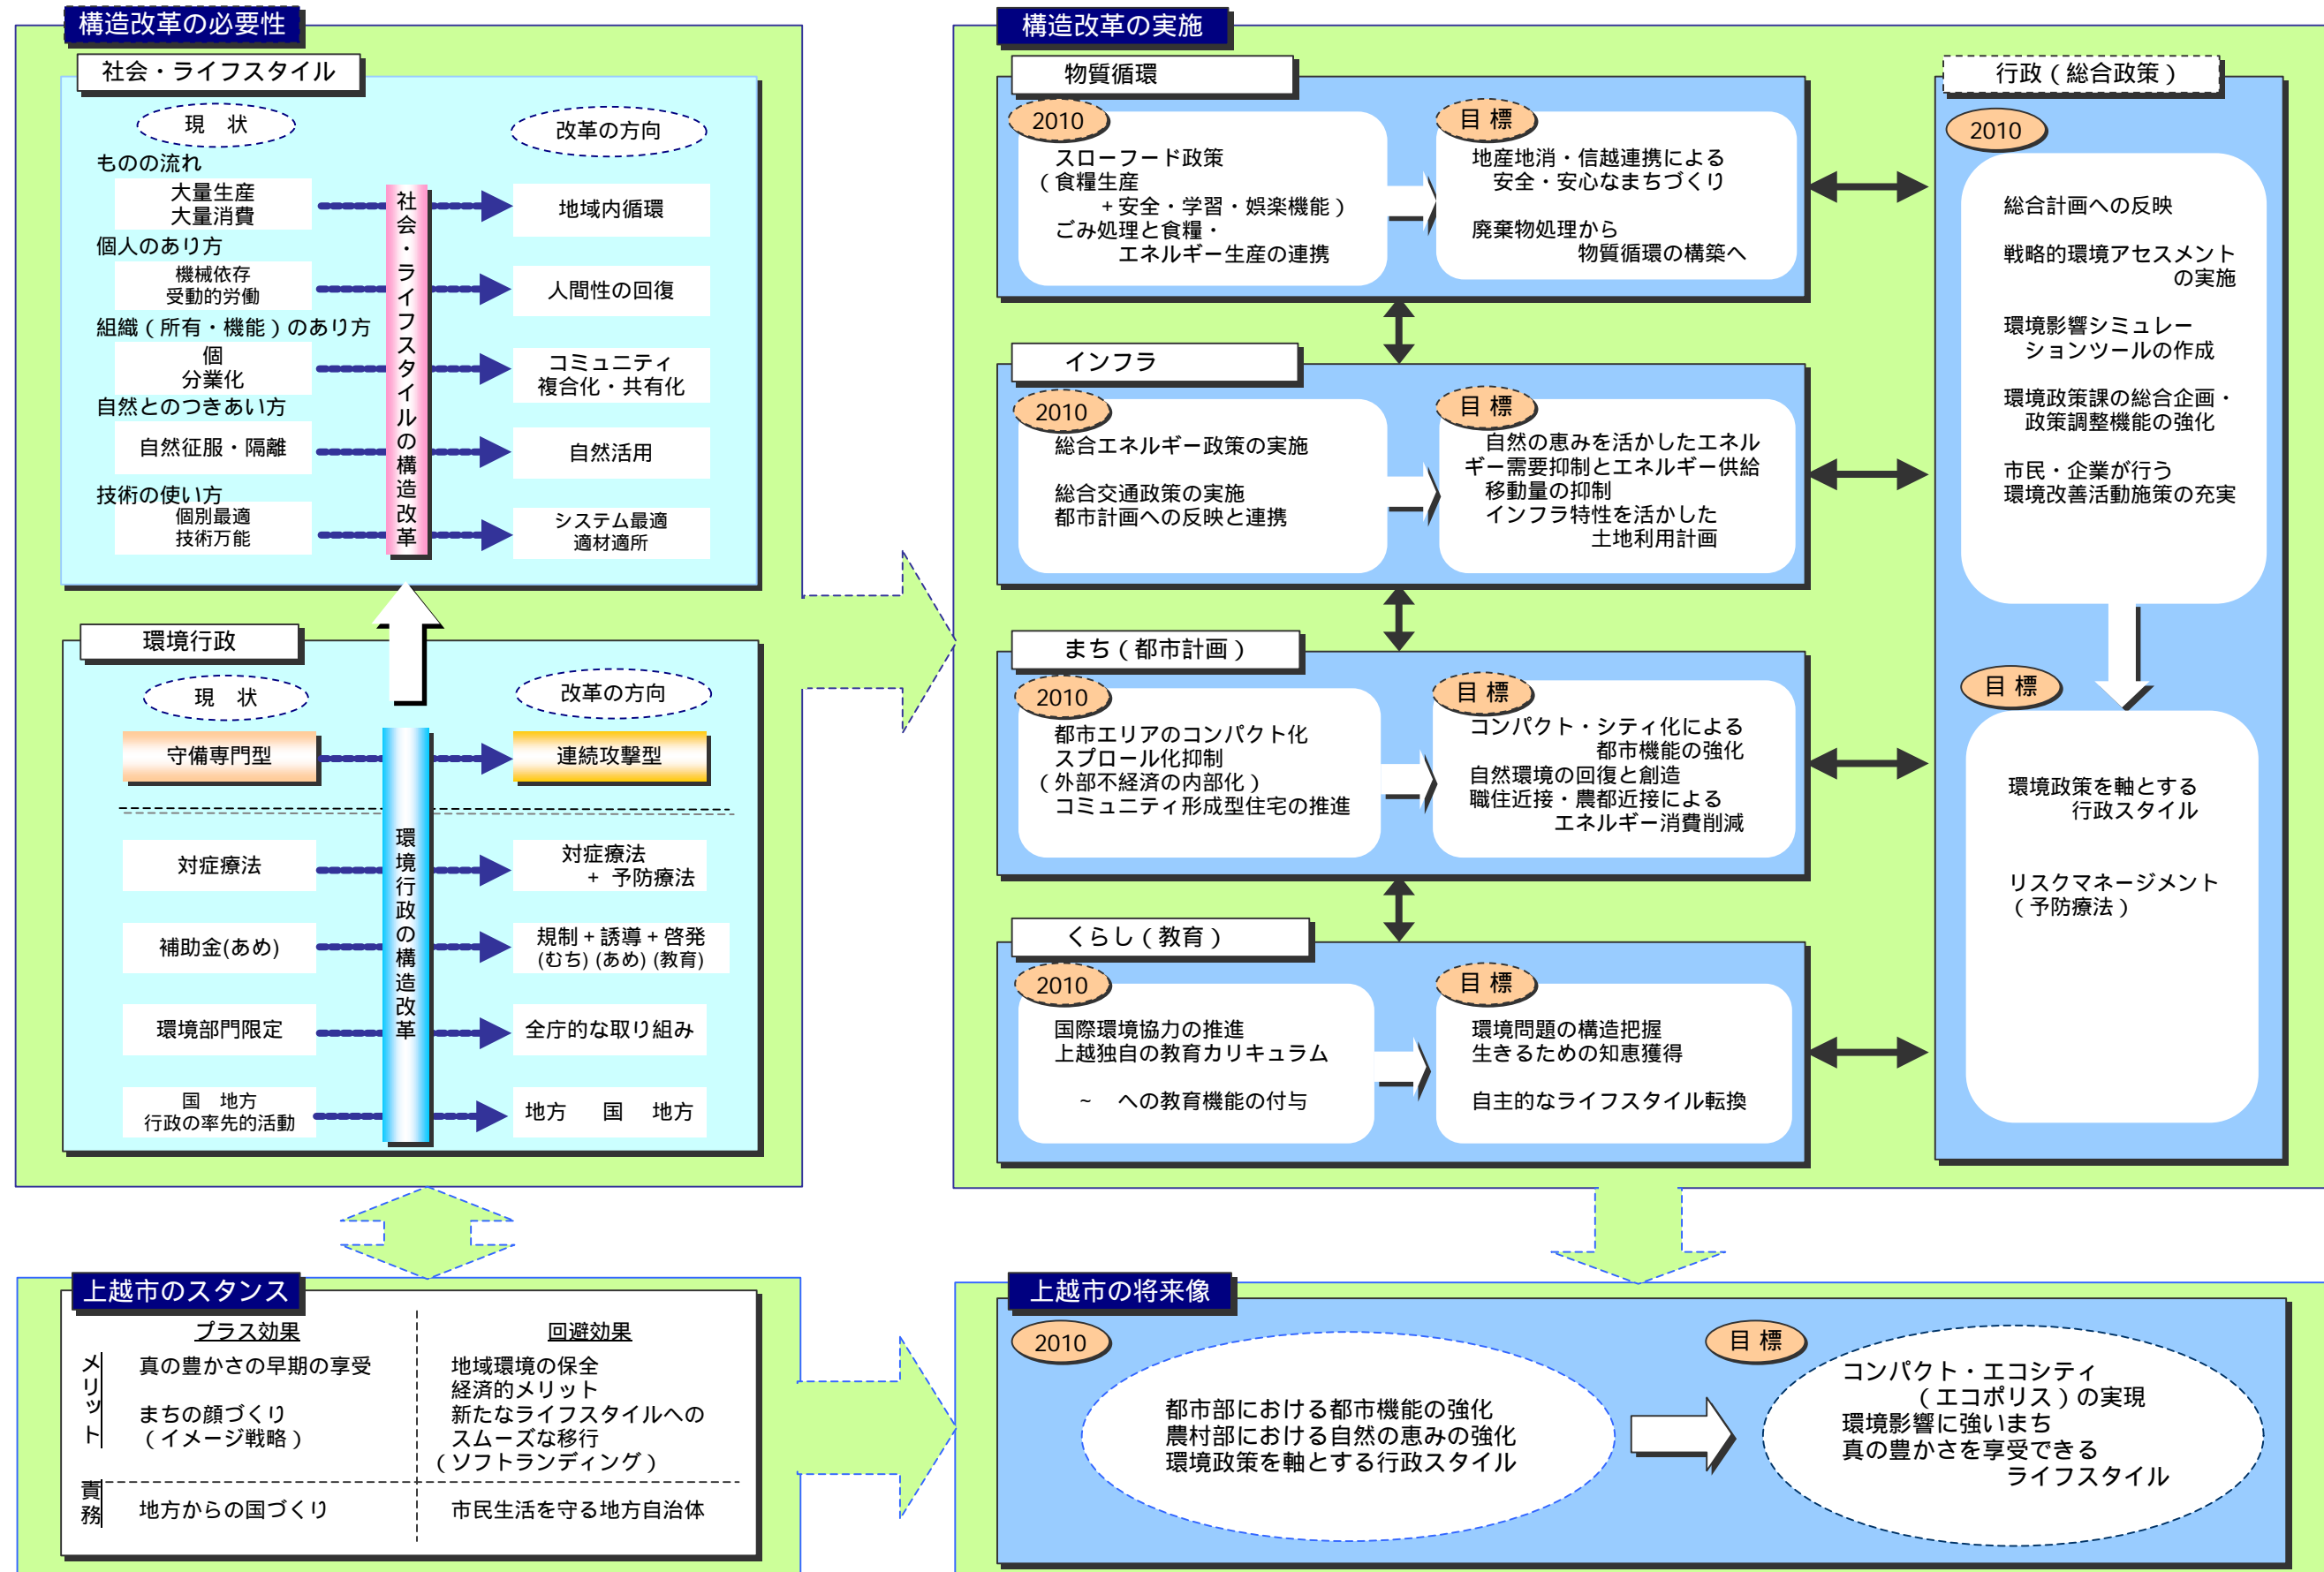 構造改革の必要性
社会・ライフスタイル
現　状
改革の方向
ものの流れ
大量生産
大量消費
地域内循環
個人のあり方
機械依存
受動的労働
人間性の回復
組織（所有・機能）のあり方
個
分業化
コミュニティ
複合化・共有化
自然とのつきあい方
自然征服・隔離
自然活用
技術の使い方
個別最適
技術万能
システム最適
適材適所
社会・ライフスタイルの構造改革
環境行政
現　状
改革の方向
守備専門型
連続攻撃型
対症療法
対症療法
＋ 予防療法
補助金(あめ)
規制＋誘導＋啓発
(むち) (あめ) (教育)
環境部門限定
全庁的な取り組み
国　地方
行政の率先的活動
地方　国　地方
環境行政の構造改革
構造改革の実施
物質循環
2010
スローフード政策
（食糧生産
＋安全・学習・娯楽機能）
ごみ処理と食糧・
エネルギー生産の連携
目 標
地産地消・信越連携による
安全・安心なまちづくり
廃棄物処理から
物質循環の構築へ
インフラ
2010
総合エネルギー政策の実施
総合交通政策の実施
都市計画への反映と連携
目 標
自然の恵みを活かしたエネル
ギー需要抑制とエネルギー供給
移動量の抑制
インフラ特性を活かした
土地利用計画
まち（都市計画）
2010
都市エリアのコンパクト化
スプロール化抑制
（外部不経済の内部化）
コミュニティ形成型住宅の推進
目 標
コンパクト・シティ化による
都市機能の強化
自然環境の回復と創造
職住近接・農都近接による
エネルギー消費削減
くらし（教育）
2010
国際環境協力の推進
上越独自の教育カリキュラム
~　への教育機能の付与
目 標
環境問題の構造把握
生きるための知恵獲得
自主的なライフスタイル転換
行政（総合政策）
2010
総合計画への反映
戦略的環境アセスメント
の実施
環境影響シミュレー
ションツールの作成
環境政策課の総合企画・
政策調整機能の強化
市民・企業が行う
環境改善活動施策の充実
目 標
環境政策を軸とする
行政スタイル
リスクマネージメント
（予防療法）
上越市のスタンス
プラス効果
回避効果
メリット
真の豊かさの早期の享受
まちの顔づくり
（イメージ戦略）
地域環境の保全
経済的メリット
新たなライフスタイルへの
スムーズな移行
（ソフトランディング）
責務
地方からの国づくり
市民生活を守る地方自治体
上越市の将来像
2010
都市部における都市機能の強化
農村部における自然の恵みの強化
環境政策を軸とする行政スタイル
目 標
コンパクト・エコシティ
（エコポリス）の実現
環境影響に強いまち
真の豊かさを享受できる
ライフスタイル